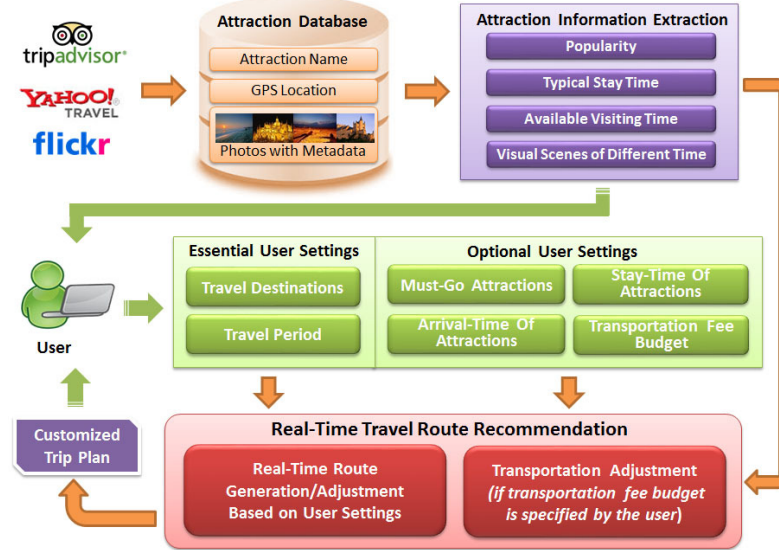 tripadvisor®
YAHOO!
TRAVEL
flickr
Attraction Database
Attraction Name
GPS Location
Photos with Metadata
Attraction Information Extraction
Popularity
Typical Stay Time
Available Visiting Time
Visual Scenes of Different Time
User
Essential User Settings
Travel Destinations
Travel Period
Optional User Settings
Must-Go Attractions
Stay-Time Of
Attractions
Arrival-Time Of
Attractions
Transportation Fee
Budget
Customized
Trip Plan
Real-Time Travel Route Recommendation
Real-Time Route
Generation/Adjustment
Based on User Settings
Transportation Adjustment
(if transportation fee budget
is specified by the user)